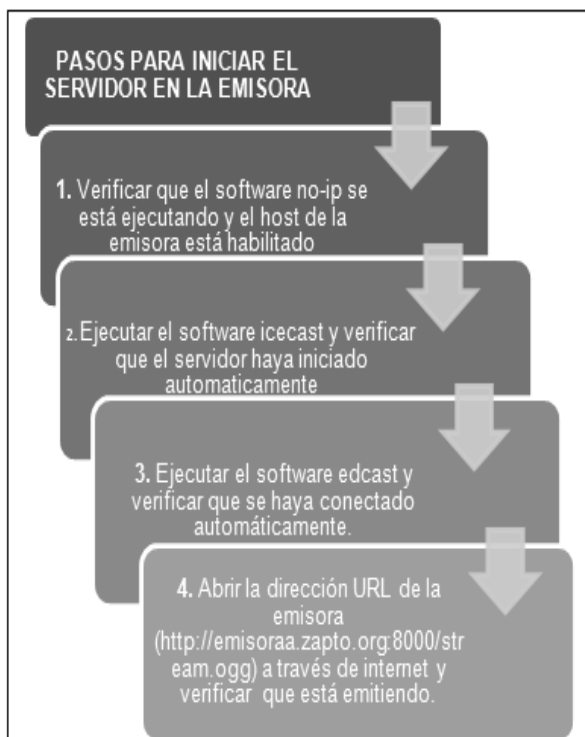 PASOS PARA INICIAR EL
SERVIDOR EN LA EMISORA
1. Verificar que el software no-ip se
está ejecutando y el host de la
emisora está habilitado
2. Ejecutar el software icecast y verificar
que el servidor haya iniciado
automaticamente
3. Ejecutar el software edcast y
verificar que se haya conectado
automáticamente.
4. Abrir la dirección URL de la
emisora
(http://emisoraa.zapto.org:8000/str
eam.ogg) a través de internet y
verificar que está emitiendo.